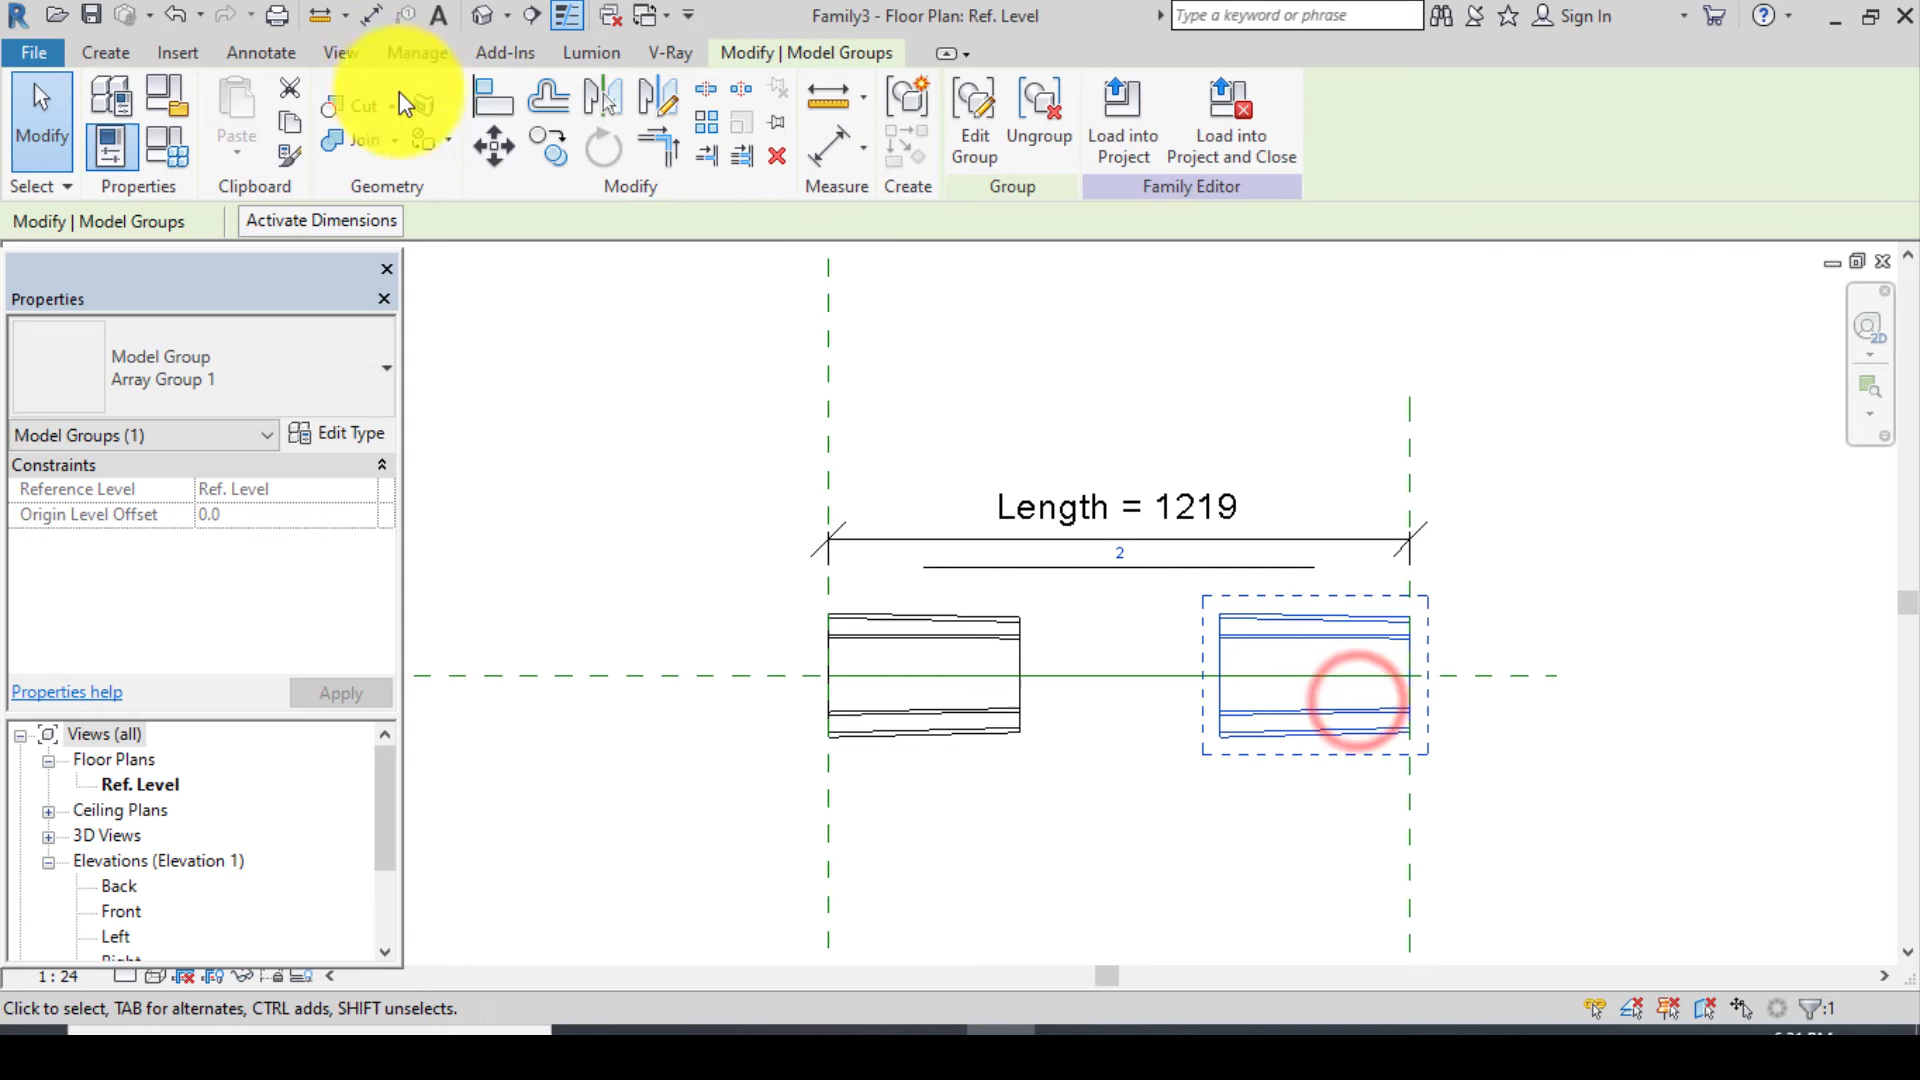 Family3 - Floor Plan: Ref. Level
Type a keyword or phrase
Sign In
File
Create
Insert
Annotate
View
Manage
Add-Ins
Lumion
V-Ray
Modify | Model Groups
Modify
Paste
Cut
Join
Edit Group
Ungroup
Load into Project
Load into Project and Close
Select
Properties
Clipboard
Geometry
Modify
Measure
Create
Group
Family Editor
Modify | Model Groups
Activate Dimensions
Properties
Model Group
Array Group 1
Model Groups (1)
Edit Type
Constraints
Reference Level
Ref. Level
Origin Level Offset
0.0
Properties help
Apply
Length = 1219
2
Views (all)
Floor Plans
Ref. Level
Ceiling Plans
3D Views
Elevations (Elevation 1)
Back
Front
Left
1 : 24
Click to select, TAB for alternates, CTRL adds, SHIFT unselects.
:1
2D